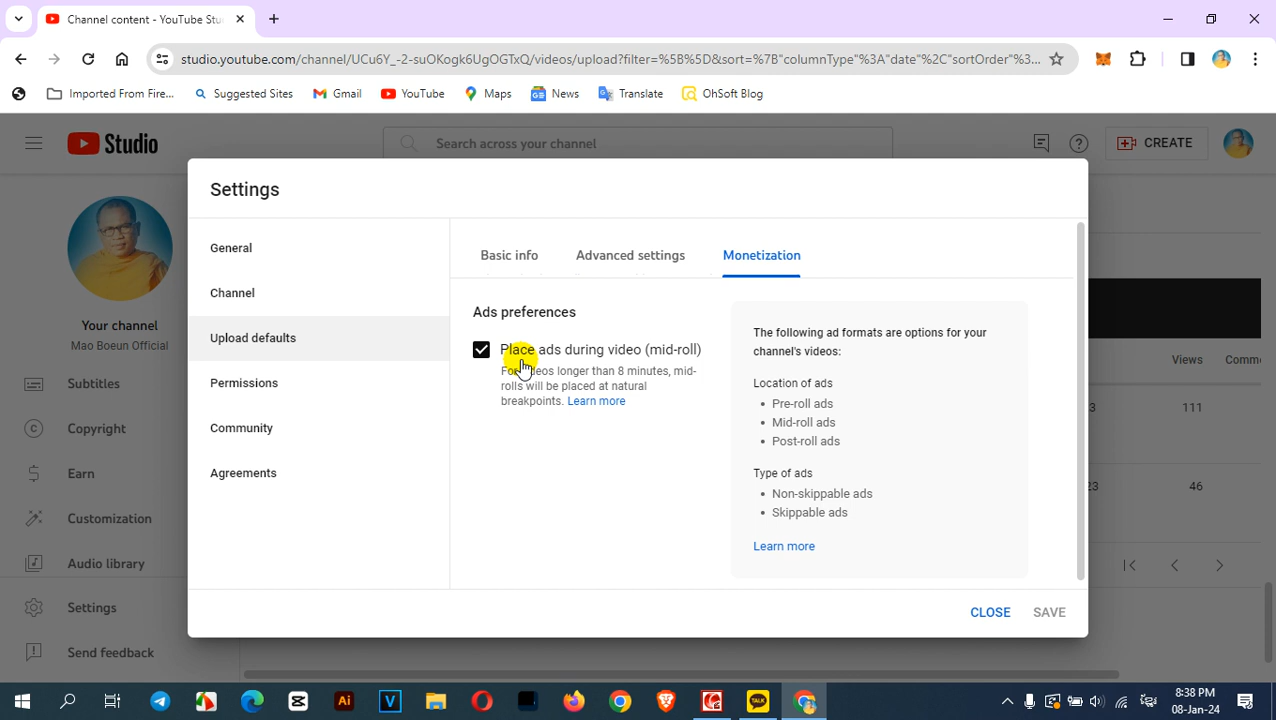 Channel content - YouTube Stu
studio.youtube.com/channel/UCu6Y_-2-suOKogk6UgOGTxQ/videos/upload?filter=%5B%5D&sort=%7B"columnType"%3A"date"%2C"sortOrder"%3...
Imported From Fire... Suggested Sites Gmail YouTube Maps News Translate OhSoft Blog
Studio Search across your channel CREATE
Settings
General
Channel
Upload defaults
Permissions
Community
Agreements
Basic info Advanced settings Monetization
Ads preferences
Place ads during video (mid-roll)
For videos longer than 8 minutes, mid-
rolls will be placed at natural
breakpoints. Learn more
The following ad formats are options for your
channel's videos:
Location of ads
• Pre-roll ads
• Mid-roll ads
• Post-roll ads
Type of ads
• Non-skippable ads
• Skippable ads
Learn more
CLOSE SAVE
Your channel
Mao Boeun Official
Subtitles
Copyright
Earn
Customization
Audio library
Settings
Send feedback
Views Comme
3 111
23 46
Ai V TALK
8:38 PM
08-Jan-24